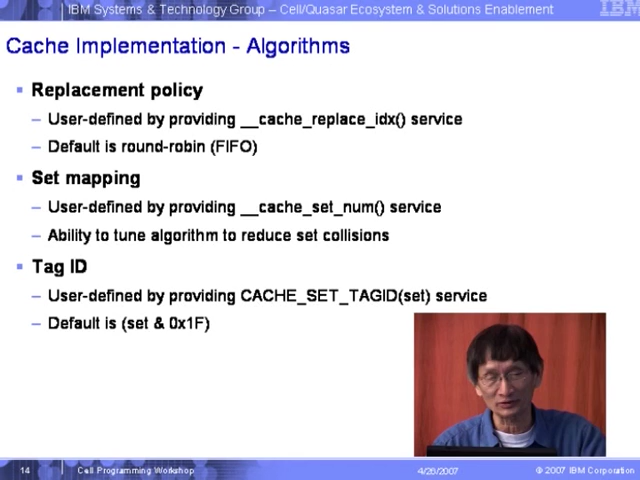 IBM Systems & Technology Group – Cell/Quasar Ecosystem & Solutions Enablement
IBM
Cache Implementation - Algorithms
Replacement policy
– User-defined by providing __cache_replace_idx() service
– Default is round-robin (FIFO)
Set mapping
– User-defined by providing __cache_set_num() service
– Ability to tune algorithm to reduce set collisions
Tag ID
– User-defined by providing CACHE_SET_TAGID(set) service
– Default is (set & 0x1F)
14 Cell Programming Workshop 4/26/2007 © 2007 IBM Corporation